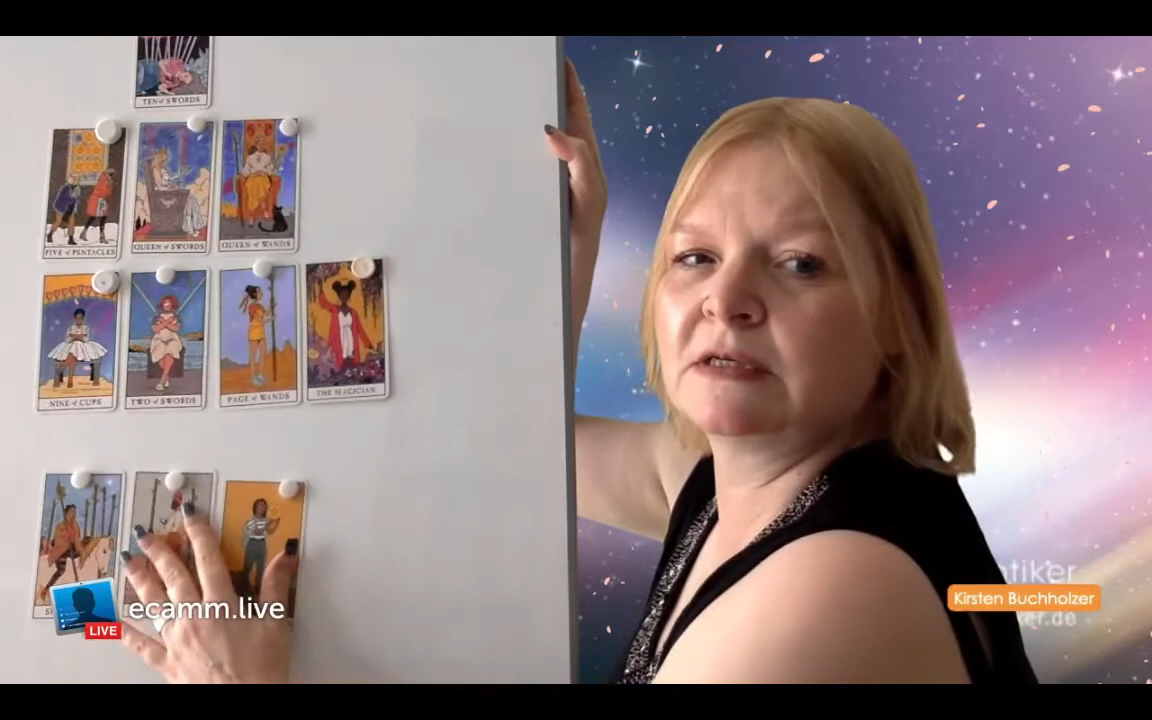 TEN of SWORDS
FIVE of PENTACLES
QUEEN of SWORDS
QUEEN of WANDS
NINE of CUPS
TWO of SWORDS
PAGE of WANDS
THE MAGICIAN
ecamm.live
LIVE
Kirsten Buchholzer